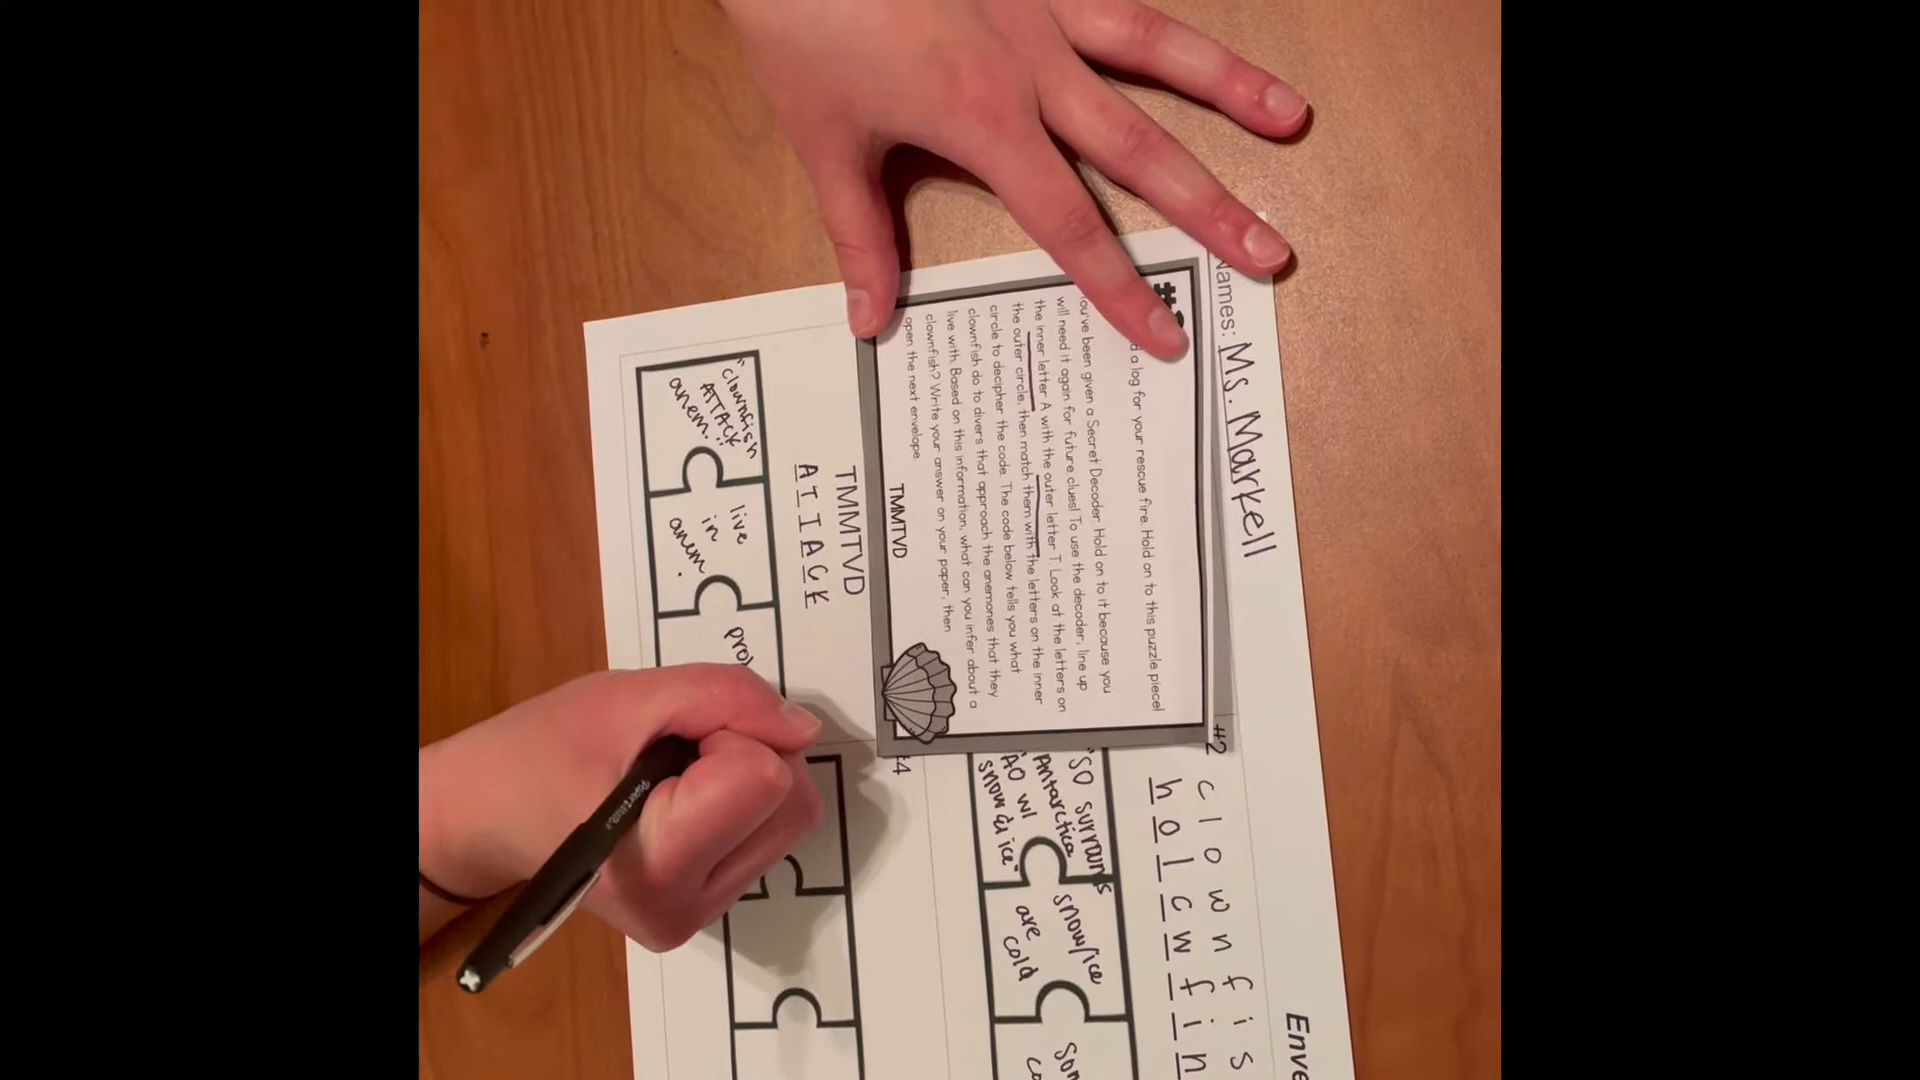 Names: Ms. Markell
Enve
d a log for your rescue fire. Hold on to this puzzle piece!
You've been given a Secret Decoder. Hold on to it because you
will need it again for future clues! To use the decoder, line up
the inner letter A with the outer letter T. Look at the letters on
the outer circle, then match them with the letters on the inner
circle to decipher the code. The code below tells you what
clownfish do to divers that approach the anemones that they
live with. Based on this information, what can you infer about a
clownfish? Write your answer on your paper, then
open the next envelope.
TMMTVD
TMMTVD
ATTACK
"clownfish
ATTACK
anem."
live
in
anem.
#2
clownfis
holcwfin
"SO surrounds
Antarctica
"AO w/
snow & ice"
snow/ice
are
cold